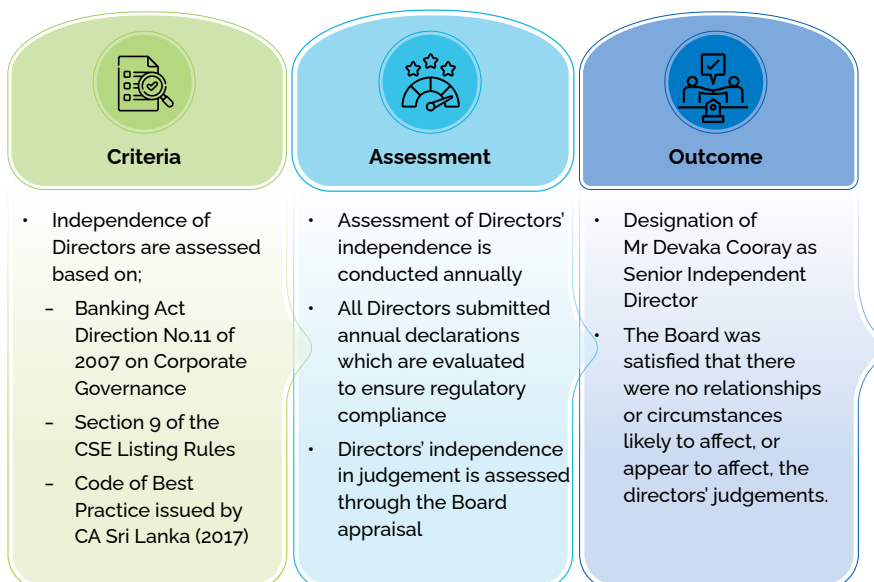 Criteria
• Independence of
Directors are assessed
based on;
– Banking Act
Direction No.11 of
2007 on Corporate
Governance
– Section 9 of the
CSE Listing Rules
– Code of Best
Practice issued by
CA Sri Lanka (2017)
Assessment
• Assessment of Directors’
independence is
conducted annually
• All Directors submitted
annual declarations
which are evaluated
to ensure regulatory
compliance
• Directors’ independence
in judgement is assessed
through the Board
appraisal
Outcome
• Designation of
Mr Devaka Cooray as
Senior Independent
Director
• The Board was
satisfied that there
were no relationships
or circumstances
likely to affect, or
appear to affect, the
directors’ judgements.